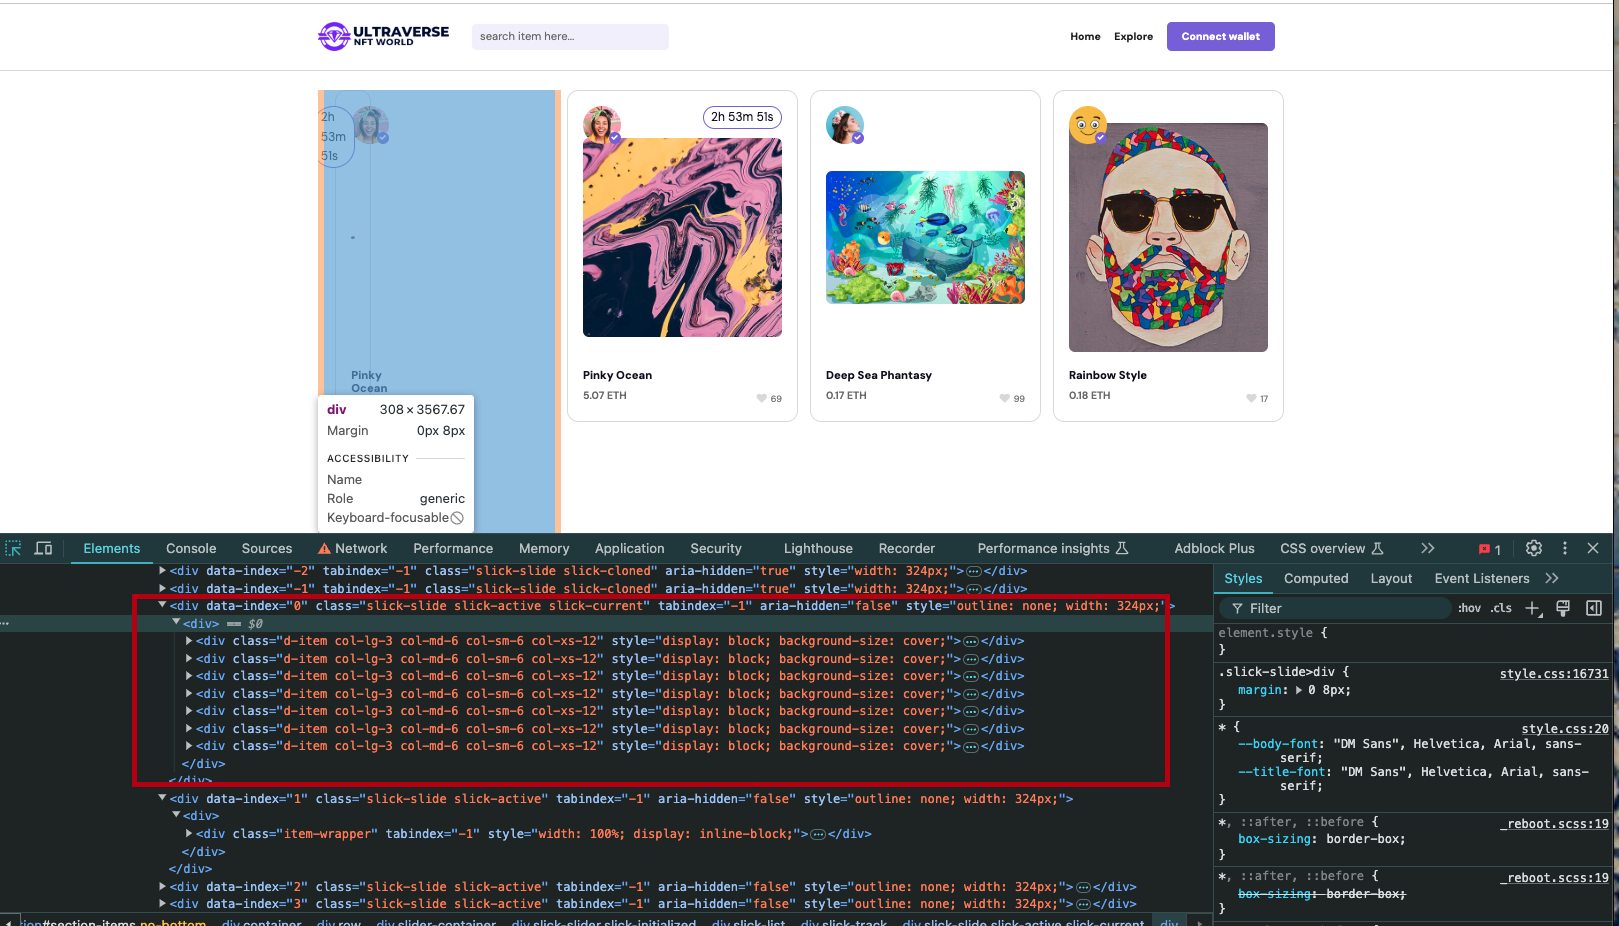 ULTRAVERSE
NFT WORLD
search item here...
Home
Explore
Connect wallet
2h
53m
51s
Pinky
Ocean
2h 53m 51s
Pinky Ocean
5.07 ETH
69
Deep Sea Phantasy
0.17 ETH
99
Rainbow Style
0.18 ETH
17
div 308 × 3567.67
Margin 0px 8px
ACCESSIBILITY
Name
Role generic
Keyboard-focusable
Elements Console Sources Network Performance Memory Application Security Lighthouse Recorder Performance insights Adblock Plus CSS overview 1
<div data-index="-2" tabindex="-1" class="slick-slide slick-cloned" aria-hidden="true" style="width: 324px;">…</div>
<div data-index="-1" tabindex="-1" class="slick-slide slick-cloned" aria-hidden="true" style="width: 324px;">…</div>
<div data-index="0" class="slick-slide slick-active slick-current" tabindex="-1" aria-hidden="false" style="outline: none; width: 324px;">
<div> == $0
<div class="d-item col-lg-3 col-md-6 col-sm-6 col-xs-12" style="display: block; background-size: cover;">…</div>
<div class="d-item col-lg-3 col-md-6 col-sm-6 col-xs-12" style="display: block; background-size: cover;">…</div>
<div class="d-item col-lg-3 col-md-6 col-sm-6 col-xs-12" style="display: block; background-size: cover;">…</div>
<div class="d-item col-lg-3 col-md-6 col-sm-6 col-xs-12" style="display: block; background-size: cover;">…</div>
<div class="d-item col-lg-3 col-md-6 col-sm-6 col-xs-12" style="display: block; background-size: cover;">…</div>
<div class="d-item col-lg-3 col-md-6 col-sm-6 col-xs-12" style="display: block; background-size: cover;">…</div>
<div class="d-item col-lg-3 col-md-6 col-sm-6 col-xs-12" style="display: block; background-size: cover;">…</div>
</div>
</div>
<div data-index="1" class="slick-slide slick-active" tabindex="-1" aria-hidden="false" style="outline: none; width: 324px;">
<div>
<div class="item-wrapper" tabindex="-1" style="width: 100%; display: inline-block;">…</div>
</div>
</div>
<div data-index="2" class="slick-slide slick-active" tabindex="-1" aria-hidden="false" style="outline: none; width: 324px;">…</div>
<div data-index="3" class="slick-slide slick-active" tabindex="-1" aria-hidden="false" style="outline: none; width: 324px;">…</div>
ion#section-items.no-bottom div.container div.row div.slider-container div.slick-slider.slick-initialized div.slick-list div.slick-track div.slick-slide.slick-active.slick-current div
Styles Computed Layout Event Listeners
Filter :hov .cls
element.style {
}
.slick-slide>div { style.css:16731
margin: 0 8px;
}
* { style.css:20
--body-font: "DM Sans", Helvetica, Arial, sans-
serif;
--title-font: "DM Sans", Helvetica, Arial, sans-
serif;
}
*, ::after, ::before { _reboot.scss:19
box-sizing: border-box;
}
*, ::after, ::before { _reboot.scss:19
box-sizing: border-box;
}